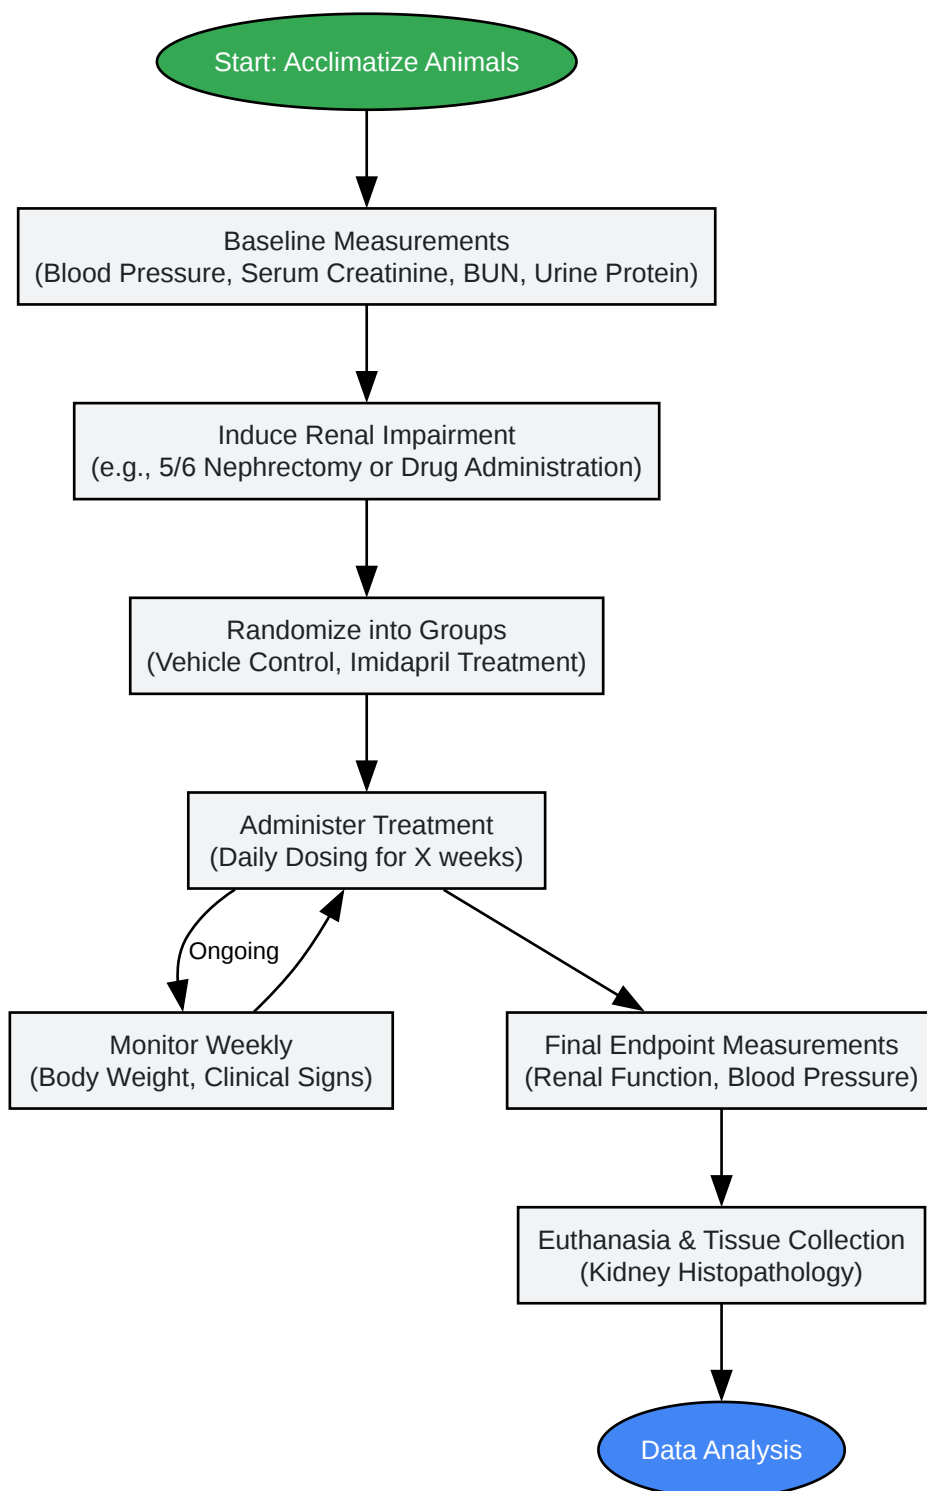 Start: Acclimatize Animals
Baseline Measurements
(Blood Pressure, Serum Creatinine, BUN, Urine Protein)
Induce Renal Impairment
(e.g., 5/6 Nephrectomy or Drug Administration)
Randomize into Groups
(Vehicle Control, Imidapril Treatment)
Administer Treatment
(Daily Dosing for X weeks)
Ongoing
Monitor Weekly
(Body Weight, Clinical Signs)
Final Endpoint Measurements
(Renal Function, Blood Pressure)
Euthanasia & Tissue Collection
(Kidney Histopathology)
Data Analysis